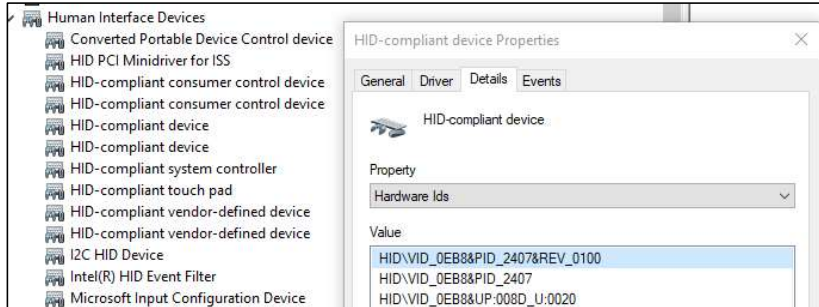 Human Interface Devices
Converted Portable Device Control device
HID PCI Minidriver for ISS
HID-compliant consumer control device
HID-compliant consumer control device
HID-compliant device
HID-compliant device
HID-compliant system controller
HID-compliant touch pad
HID-compliant vendor-defined device
HID-compliant vendor-defined device
I2C HID Device
Intel(R) HID Event Filter
Microsoft Input Configuration Device
HID-compliant device Properties
General Driver Details Events
HID-compliant device
Property
Hardware Ids
Value
HID\VID_0EB8&PID_2407&REV_0100
HID\VID_0EB8&PID_2407
HID\VID_0EB8&UP:008D_U:0020